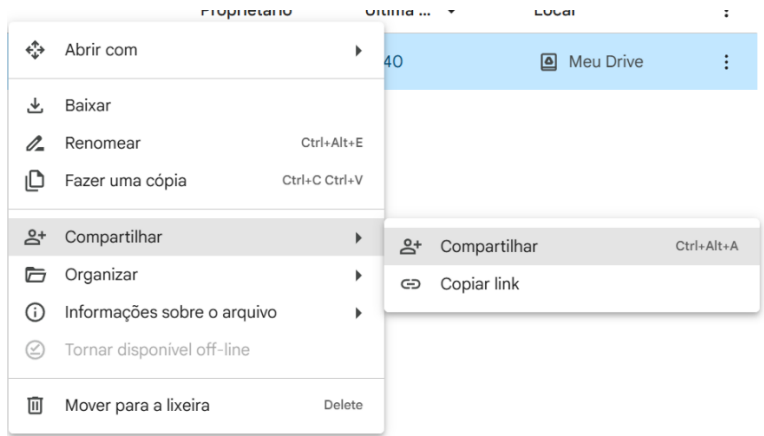 Proprietário Última ... Local
Abrir com
40 Meu Drive
Baixar
Renomear Ctrl+Alt+E
Fazer uma cópia Ctrl+C Ctrl+V
Compartilhar
Compartilhar Ctrl+Alt+A
Organizar
Copiar link
Informações sobre o arquivo
Tornar disponível off-line
Mover para a lixeira Delete